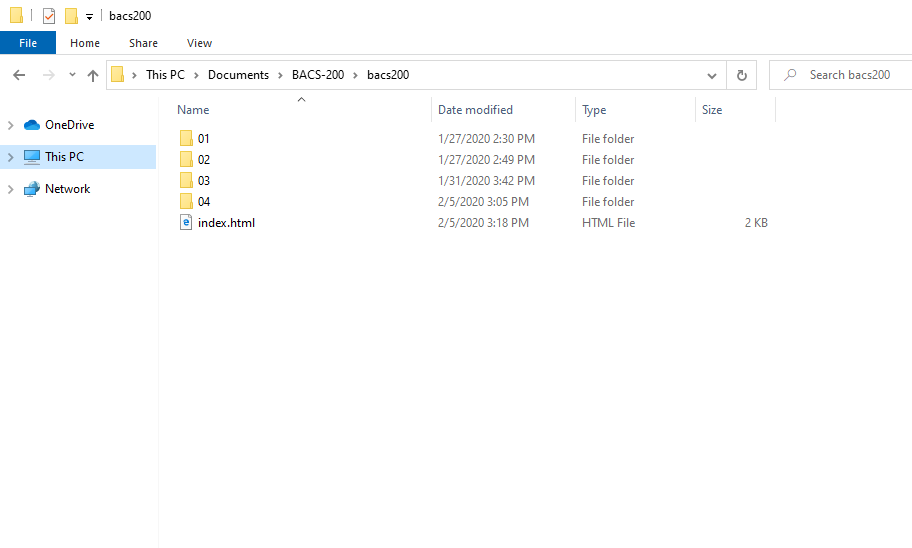 bacs200
File Home Share View
This PC Documents BACS-200 bacs200 Search bacs200
Name Date modified Type Size
OneDrive
This PC
Network
01 1/27/2020 2:30 PM File folder
02 1/27/2020 2:49 PM File folder
03 1/31/2020 3:42 PM File folder
04 2/5/2020 3:05 PM File folder
index.html 2/5/2020 3:18 PM HTML File 2 KB